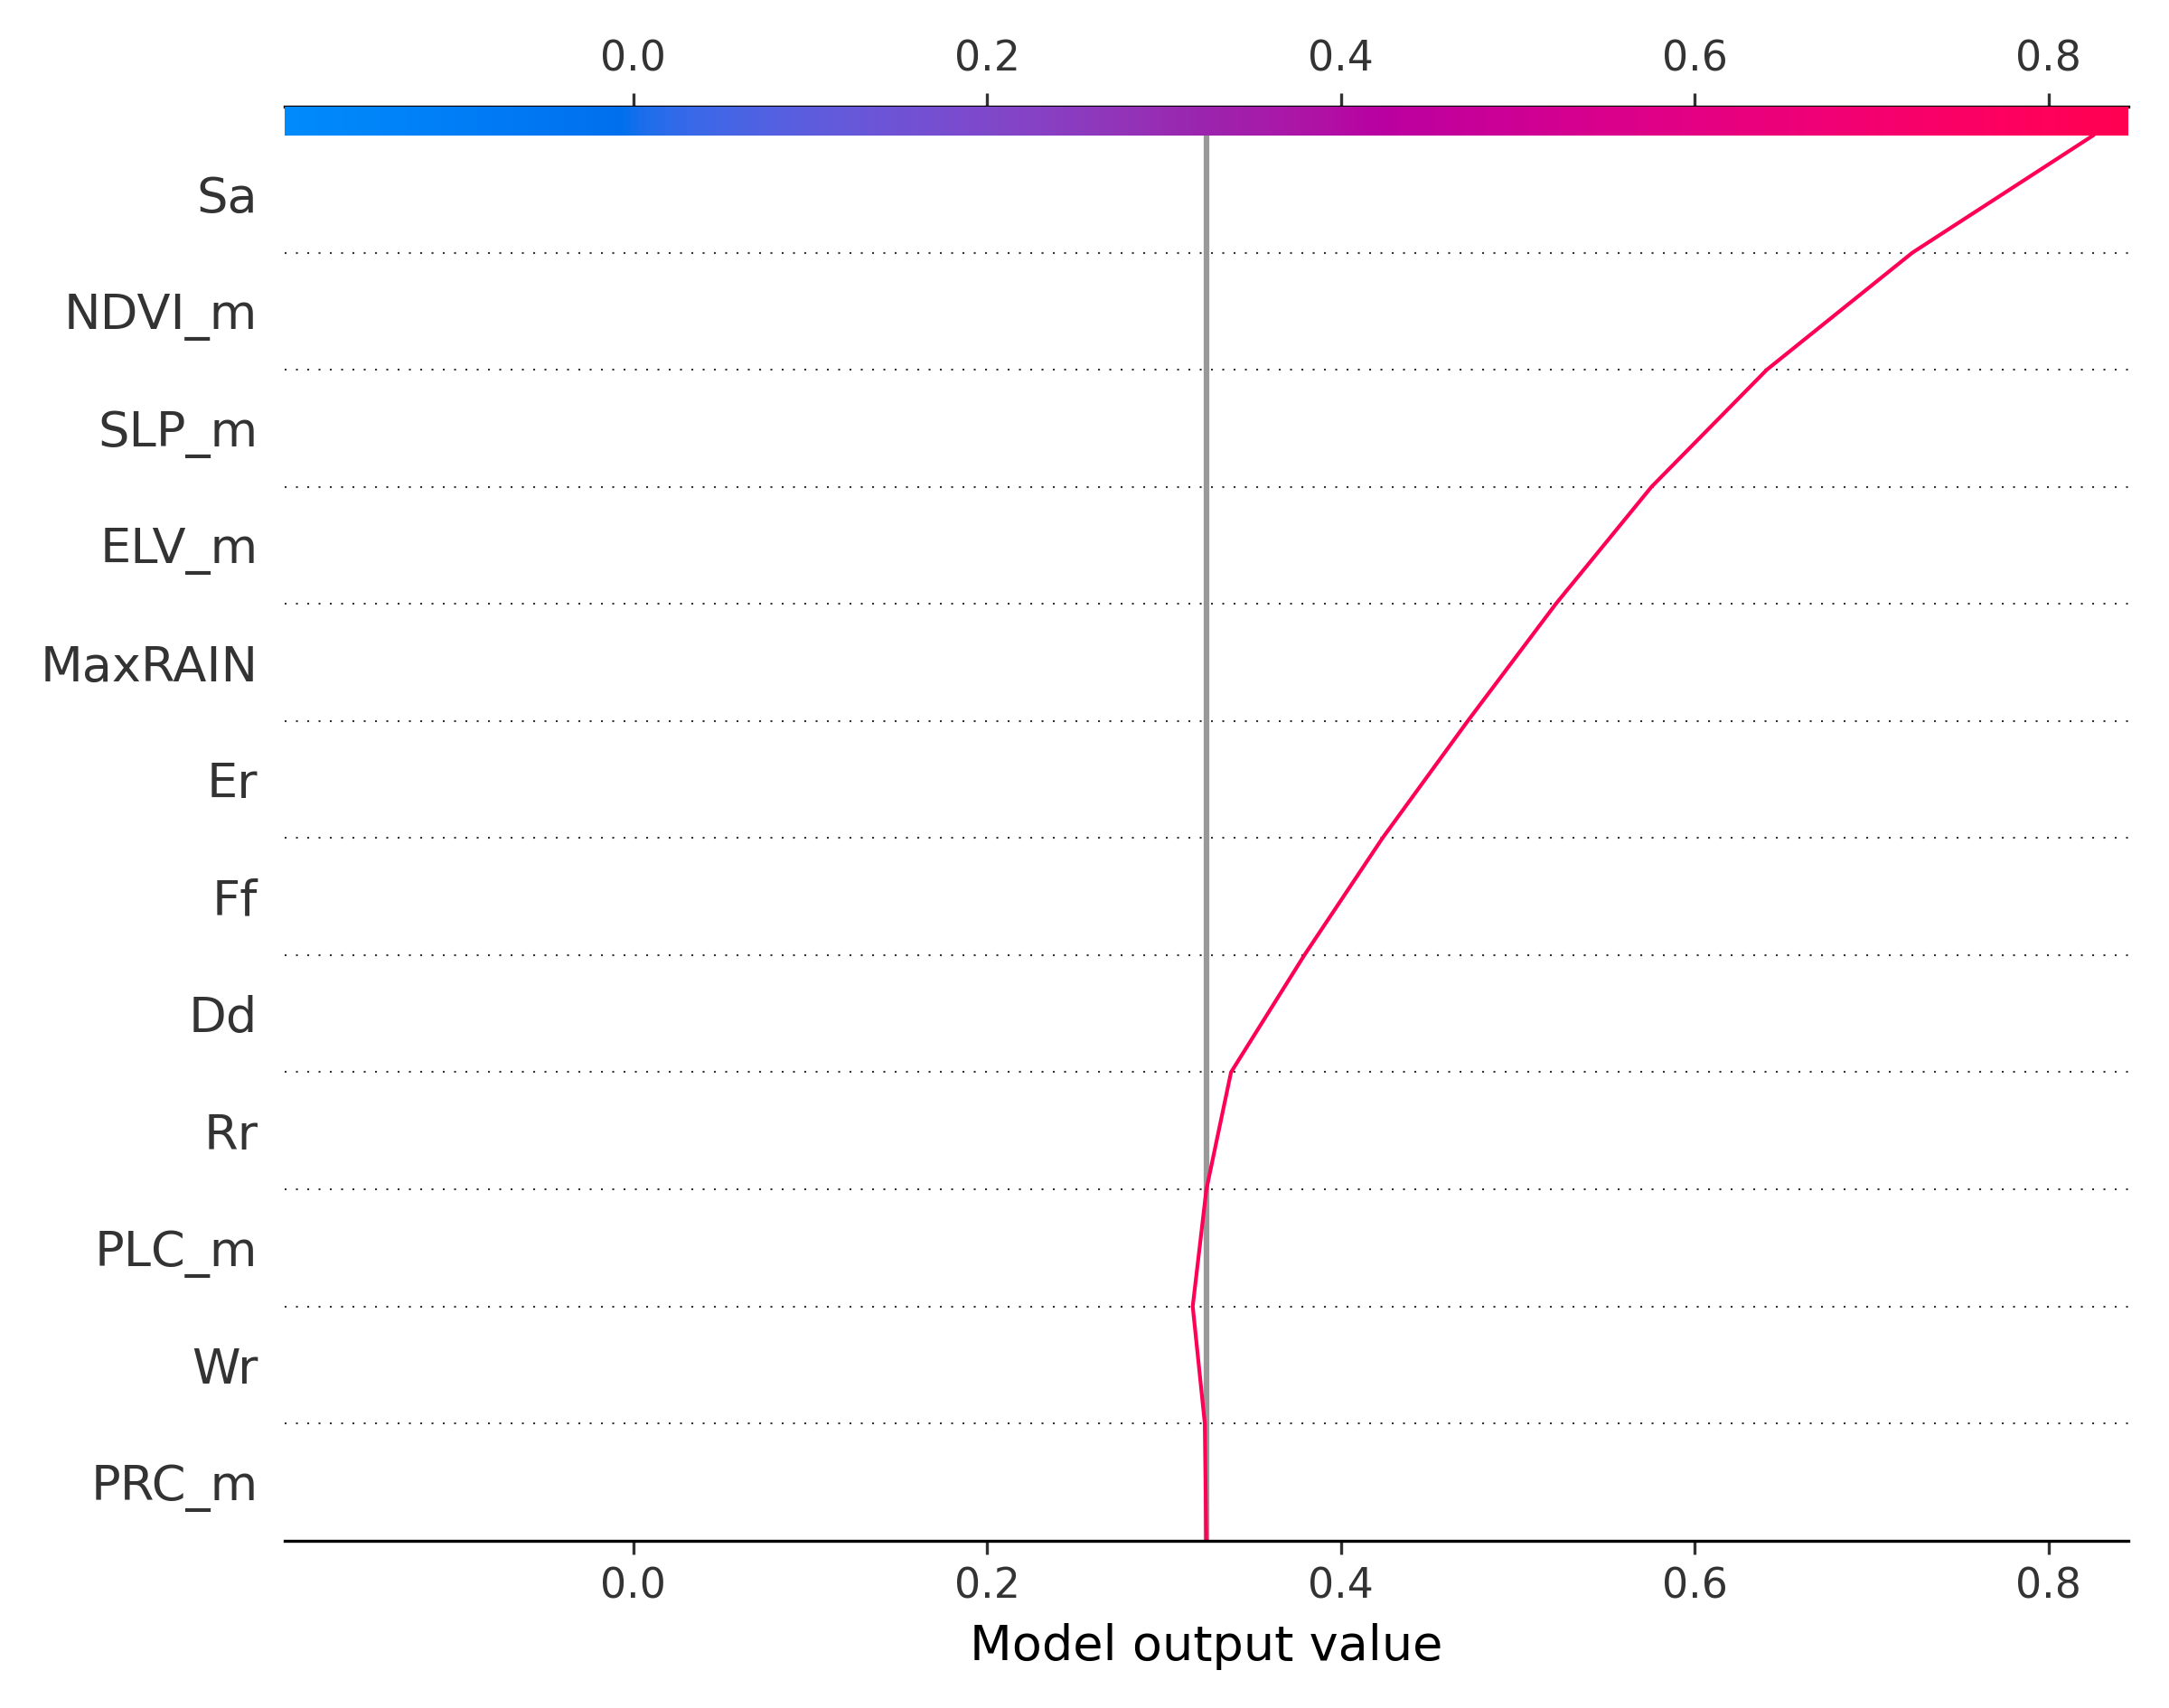 0.0 0.2 0.4 0.6 0.8
Sa
NDVI_m
SLP_m
ELV_m
MaxRAIN
Er
Ff
Dd
Rr
PLC_m
Wr
PRC_m
0.0 0.2 0.4 0.6 0.8
Model output value